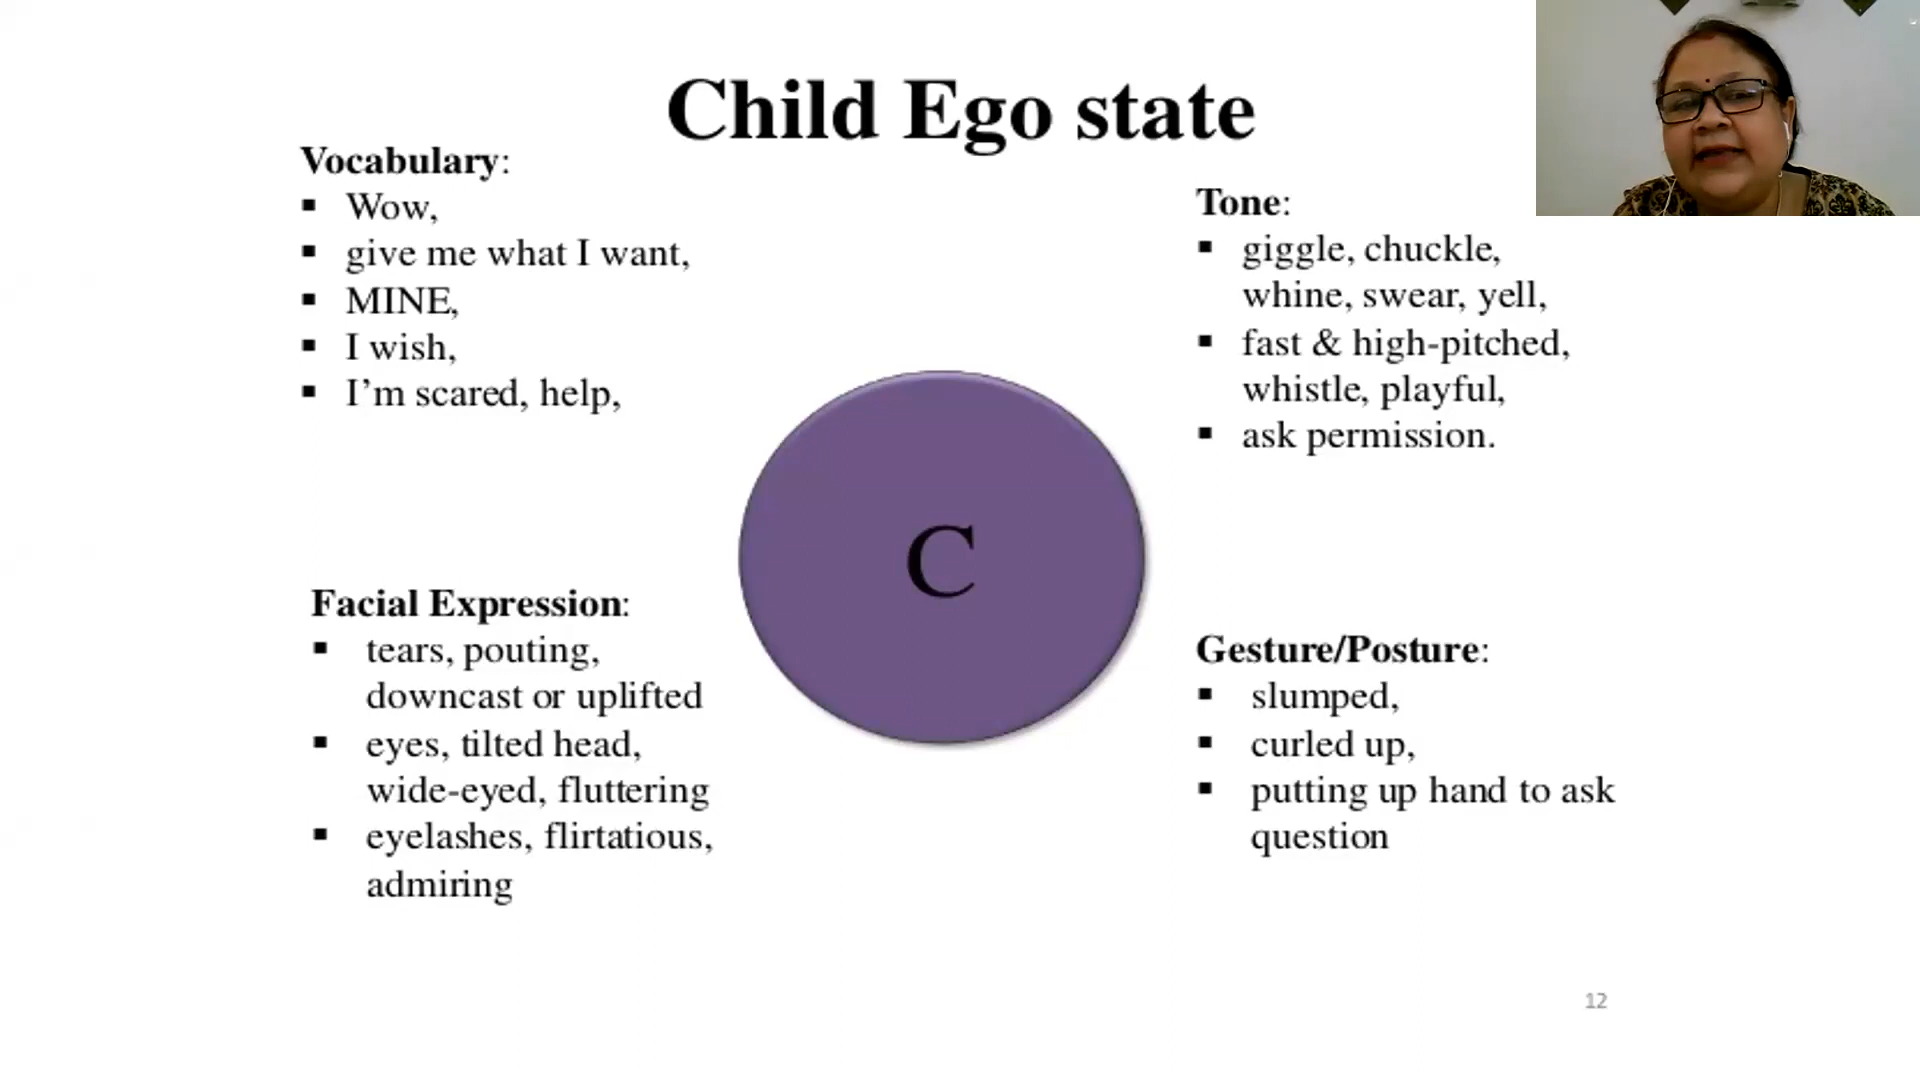 Child Ego state
Vocabulary:
▪ Wow,
▪ give me what I want,
▪ MINE,
▪ I wish,
▪ I’m scared, help,
Tone:
▪ giggle, chuckle,
whine, swear, yell,
▪ fast & high-pitched,
whistle, playful,
▪ ask permission.
C
Facial Expression:
▪ tears, pouting,
downcast or uplifted
▪ eyes, tilted head,
wide-eyed, fluttering
▪ eyelashes, flirtatious,
admiring
Gesture/Posture:
▪ slumped,
▪ curled up,
▪ putting up hand to ask
question
12